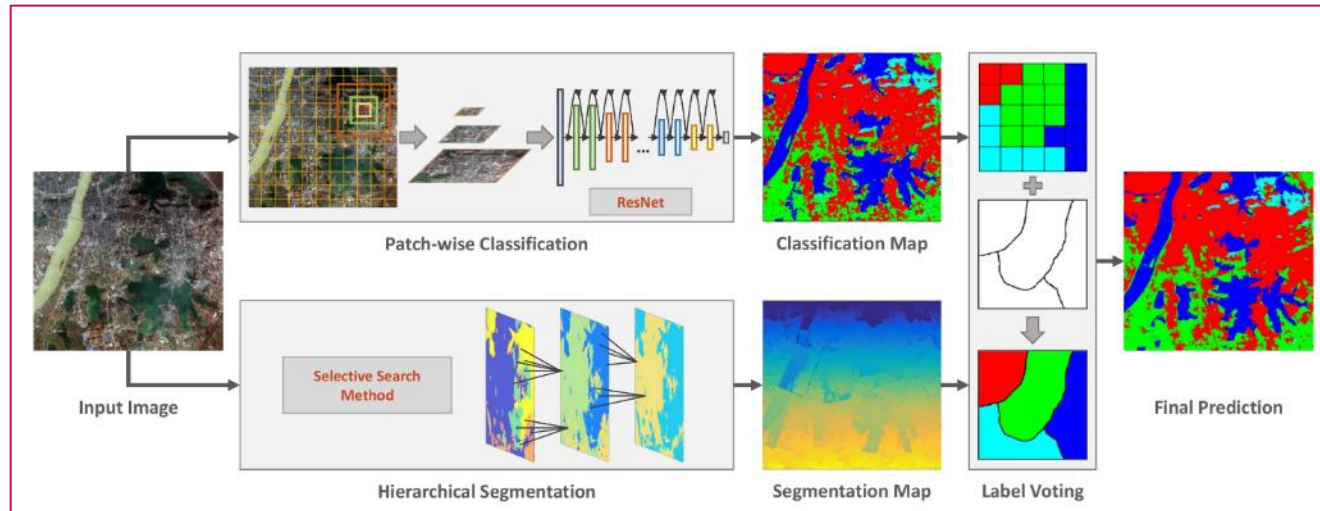 ResNet
Patch-wise Classification
Classification Map
Input Image
Selective Search
Method
Hierarchical Segmentation
Segmentation Map
Label Voting
Final Prediction